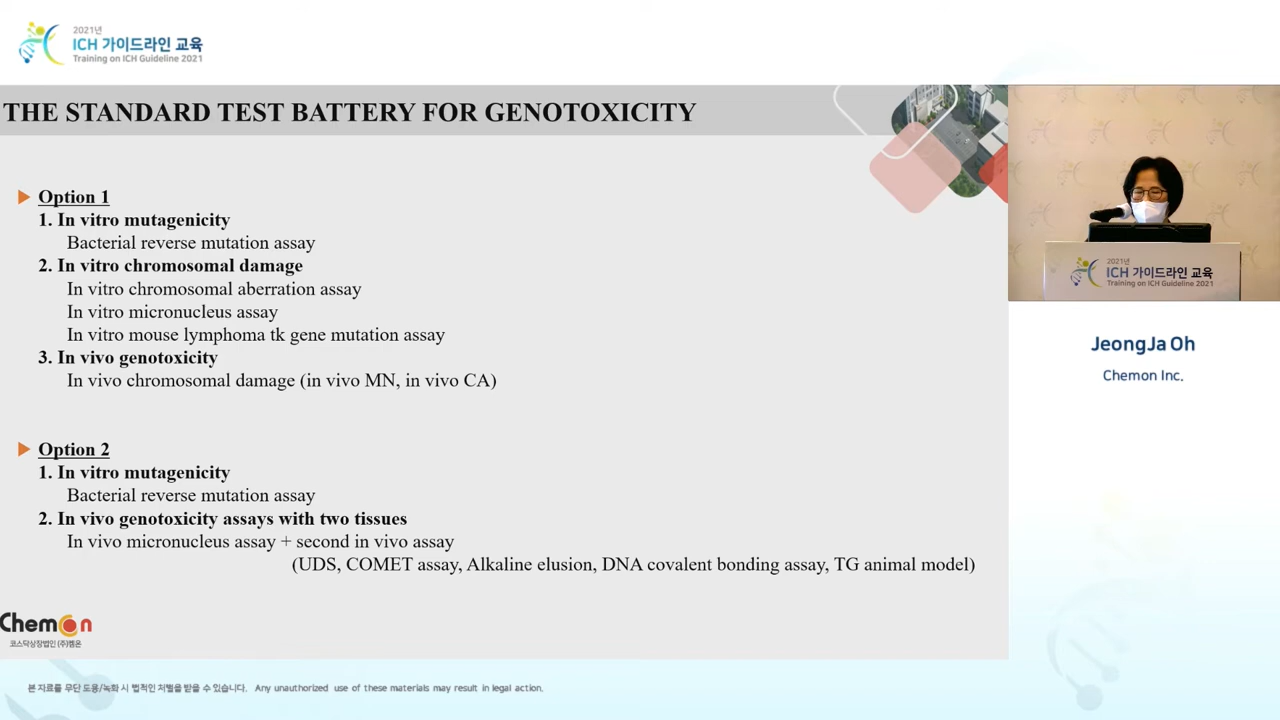 2021년
ICH 가이드라인 교육
Training on ICH Guideline 2021
THE STANDARD TEST BATTERY FOR GENOTOXICITY
Option 1
1. In vitro mutagenicity
Bacterial reverse mutation assay
2. In vitro chromosomal damage
In vitro chromosomal aberration assay
In vitro micronucleus assay
In vitro mouse lymphoma tk gene mutation assay
3. In vivo genotoxicity
In vivo chromosomal damage (in vivo MN, in vivo CA)
Option 2
1. In vitro mutagenicity
Bacterial reverse mutation assay
2. In vivo genotoxicity assays with two tissues
In vivo micronucleus assay + second in vivo assay
(UDS, COMET assay, Alkaline elusion, DNA covalent bonding assay, TG animal model)
Chemon
코스닥상장법인 (주)켐온
2021년
ICH 가이드라인 교육
Training on ICH Guideline 2021
JeongJa Oh
Chemon Inc.
본 자료를 무단 도용/녹화 시 법적인 처벌을 받을 수 있습니다. Any unauthorized use of these materials may result in legal action.